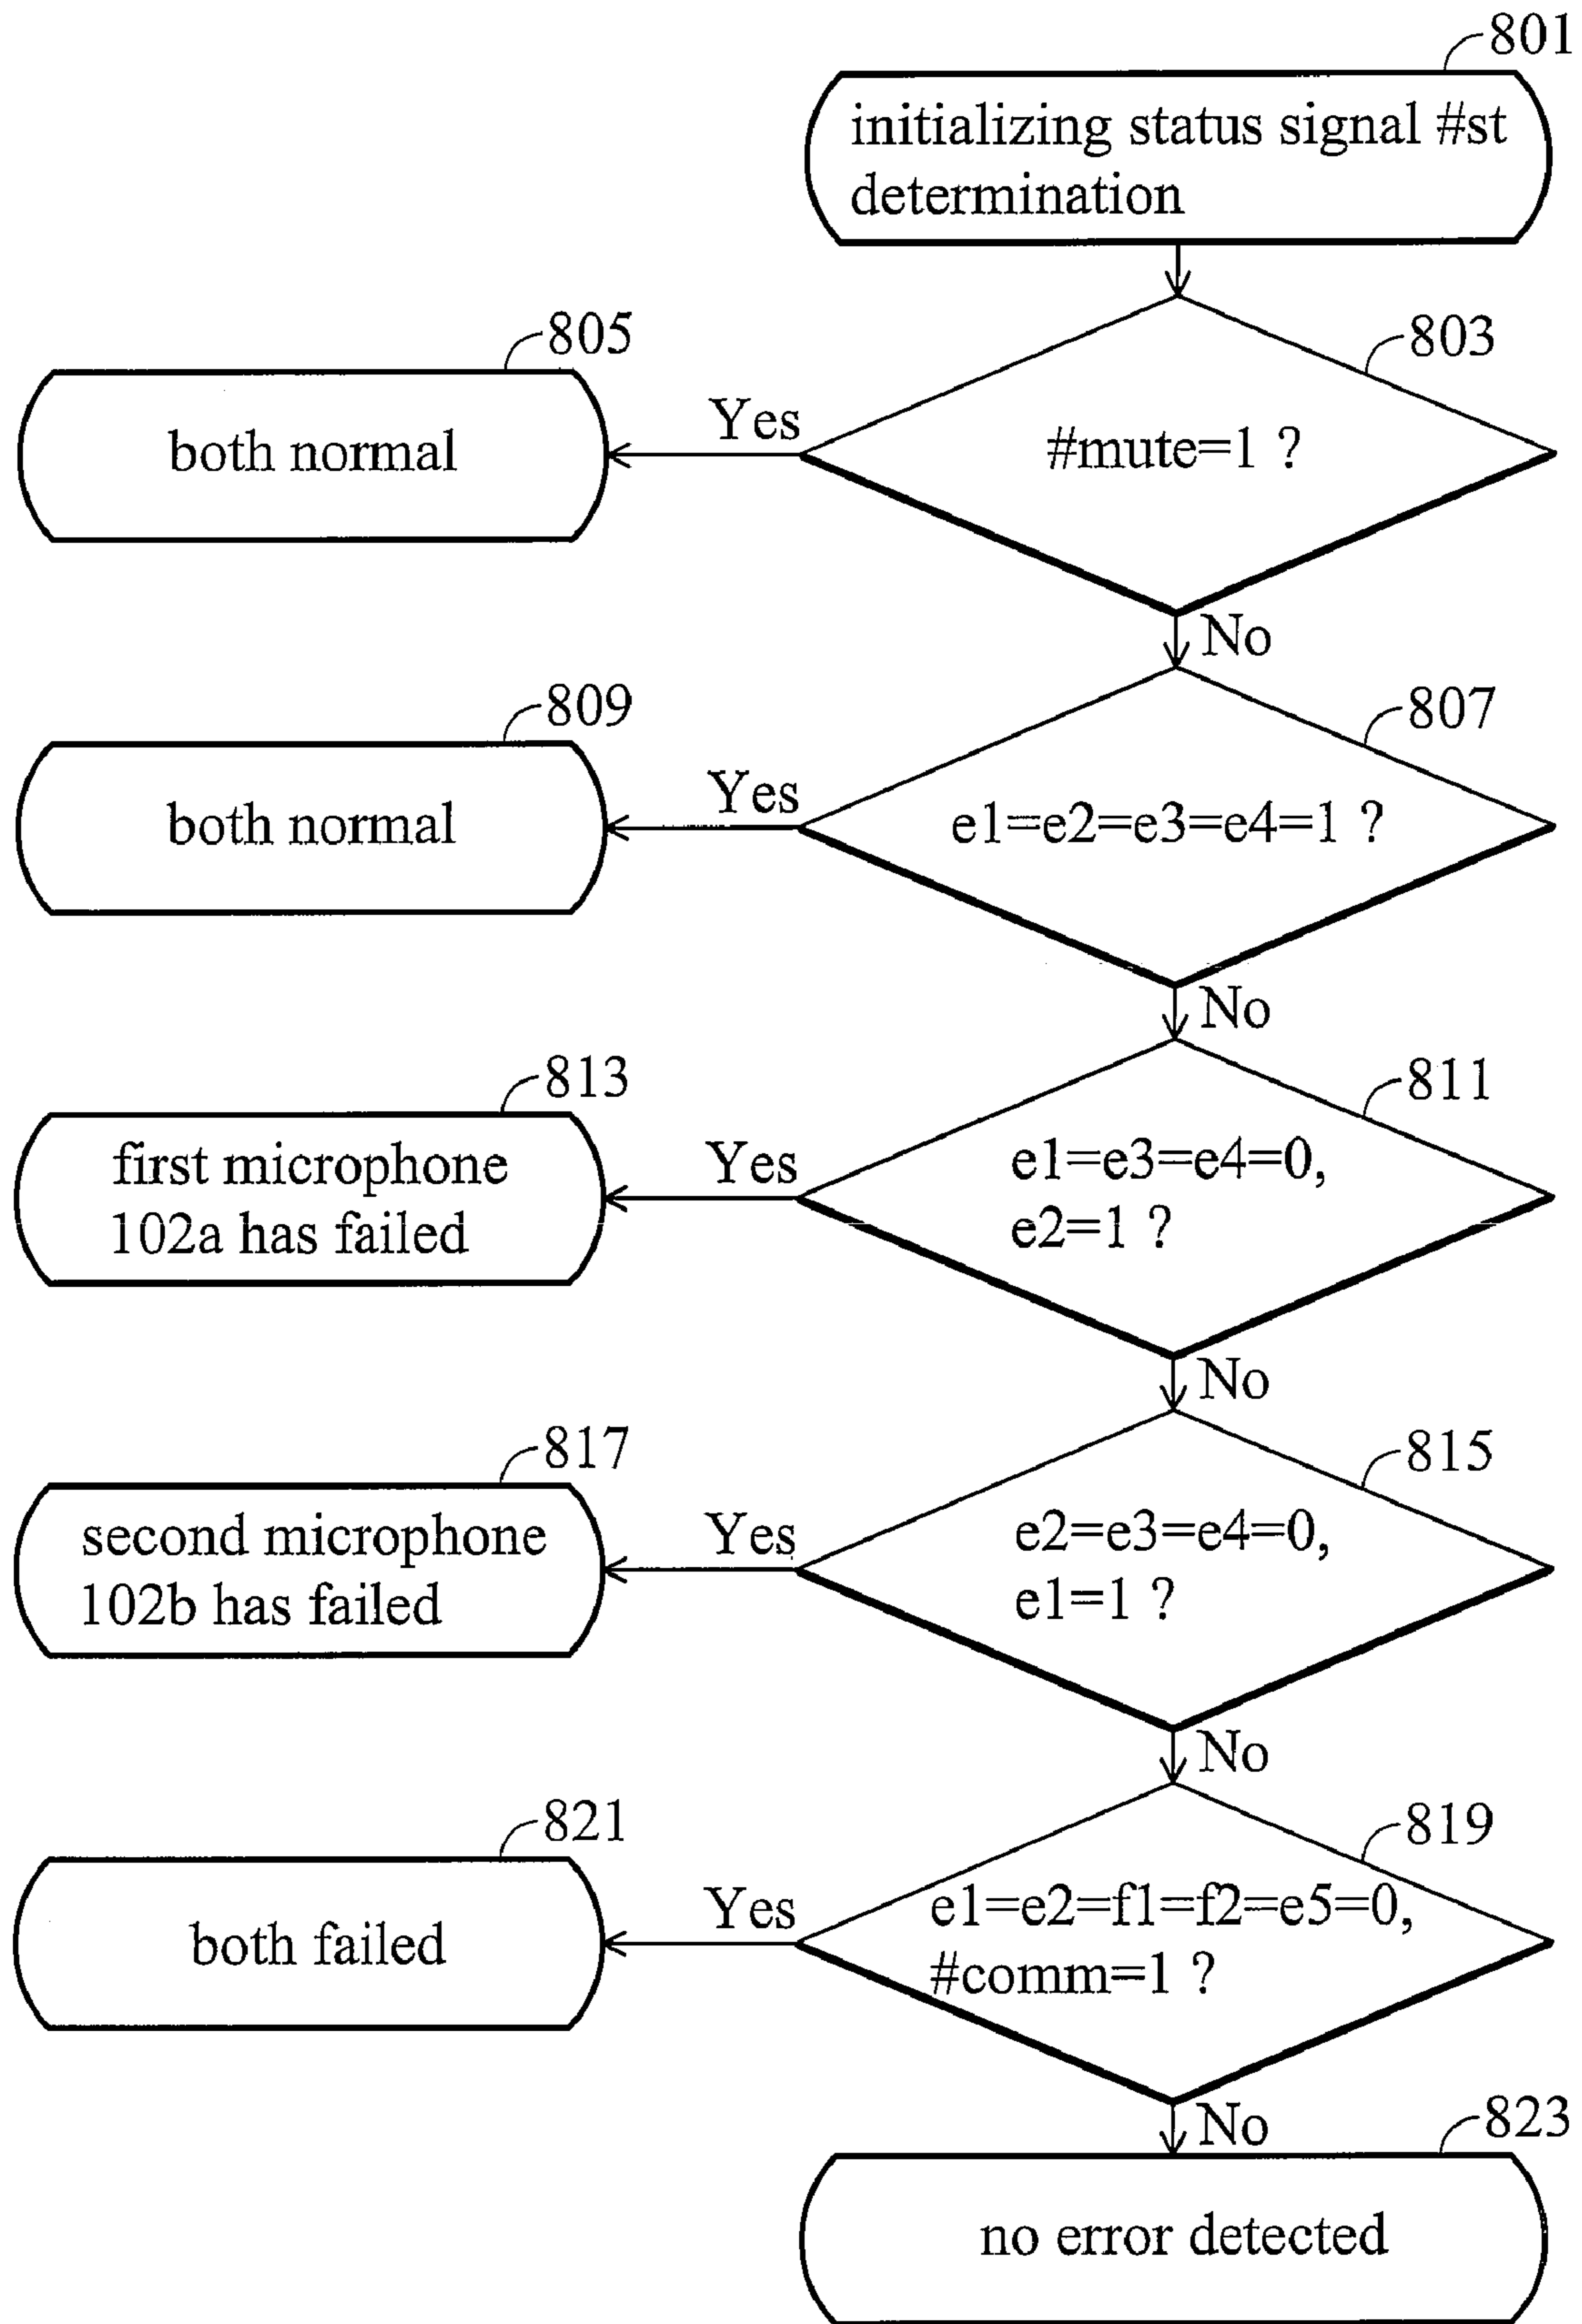 801
initializing status signal #st
determination
805
803
both normal
Yes
#mute=1 ?
No
809
807
both normal
Yes
e1=e2=e3=e4=1 ?
No
813
811
first microphone
102a has failed
Yes
e1=e3=e4=0,
e2=1 ?
No
817
815
second microphone
102b has failed
Yes
e2=e3=e4=0,
e1=1 ?
No
821
819
both failed
Yes
e1=e2=f1=f2=e5=0,
#comm=1 ?
No
823
no error detected